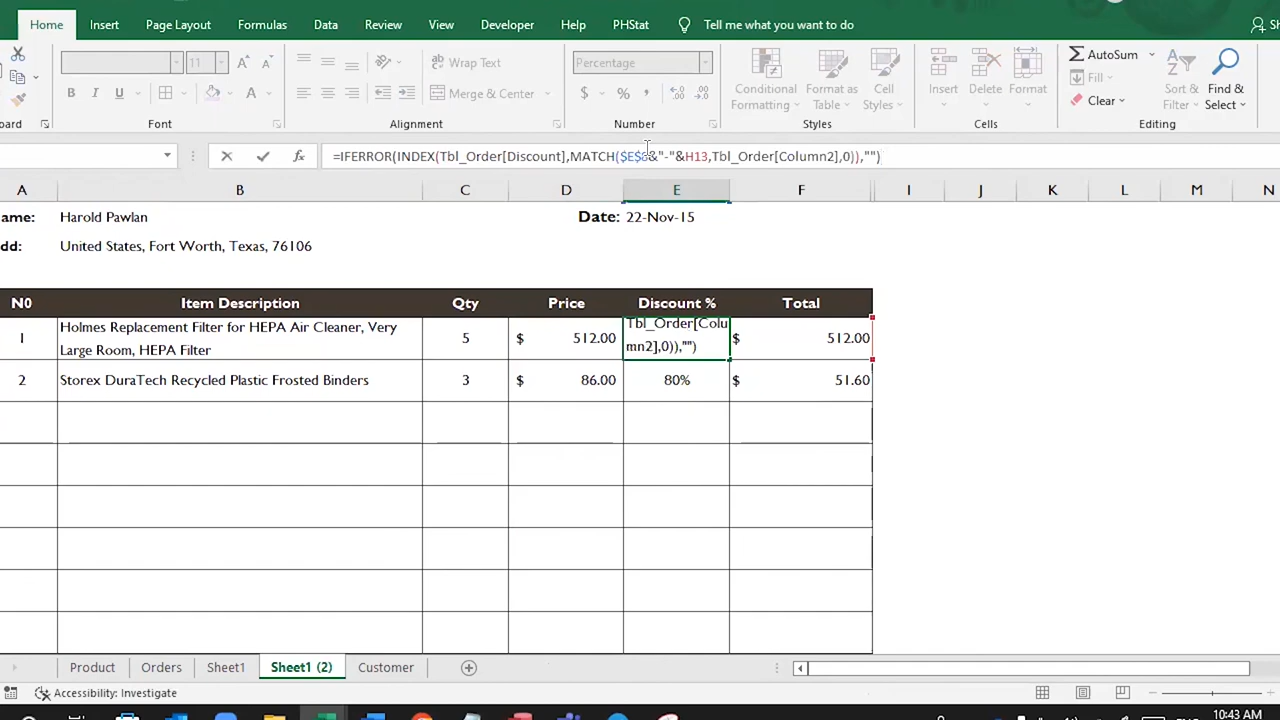 Home Insert Page Layout Formulas Data Review View Developer Help PHStat Tell me what you want to do
Wrap Text Percentage
Conditional Formatting Format as Table Cell Styles Insert Delete Format AutoSum Fill Clear Sort & Filter Find & Select
B I U Merge & Center $ % ,
Font Alignment Number Styles Cells Editing
=IFERROR(INDEX(Tbl_Order[Discount],MATCH($E$8&"-"&H13,Tbl_Order[Column2],0)),"")
A B C D E F I J K L M N
ame: Harold Pawlan Date: 22-Nov-15
dd: United States, Fort Worth, Texas, 76106
N0 Item Description Qty Price Discount % Total
1 Holmes Replacement Filter for HEPA Air Cleaner, Very Large Room, HEPA Filter 5 $ 512.00 Tbl_Order[Colu mn2],0)),"") $ 512.00
2 Storex DuraTech Recycled Plastic Frosted Binders 3 $ 86.00 80% $ 51.60
Product Orders Sheet1 Sheet1 (2) Customer
Accessibility: Investigate
10:43 AM